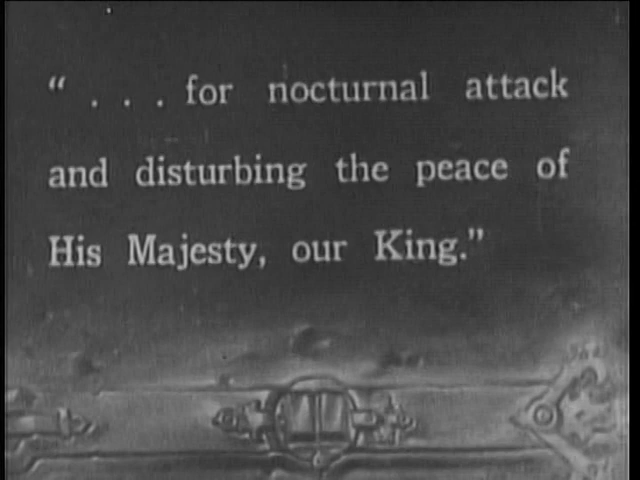 “ . . . for nocturnal attack
and disturbing the peace of
His Majesty, our King.”